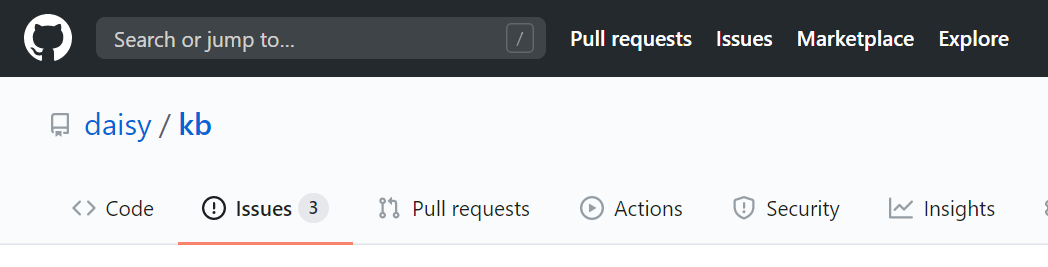 Search or jump to... / Pull requests Issues Marketplace Explore
daisy / kb
Code Issues 3 Pull requests Actions Security Insights